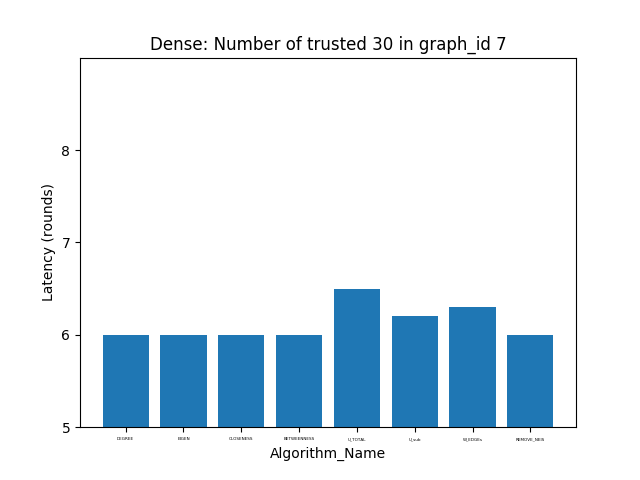 Dense: Number of trusted 30 in graph_id 7
Latency (rounds)
8
7
6
5
DEGREE EIGEN CLOSENESS BETWEENNESS U_TOTAL U_sub W_EDGEs REMOVE_NEIS
Algorithm_Name